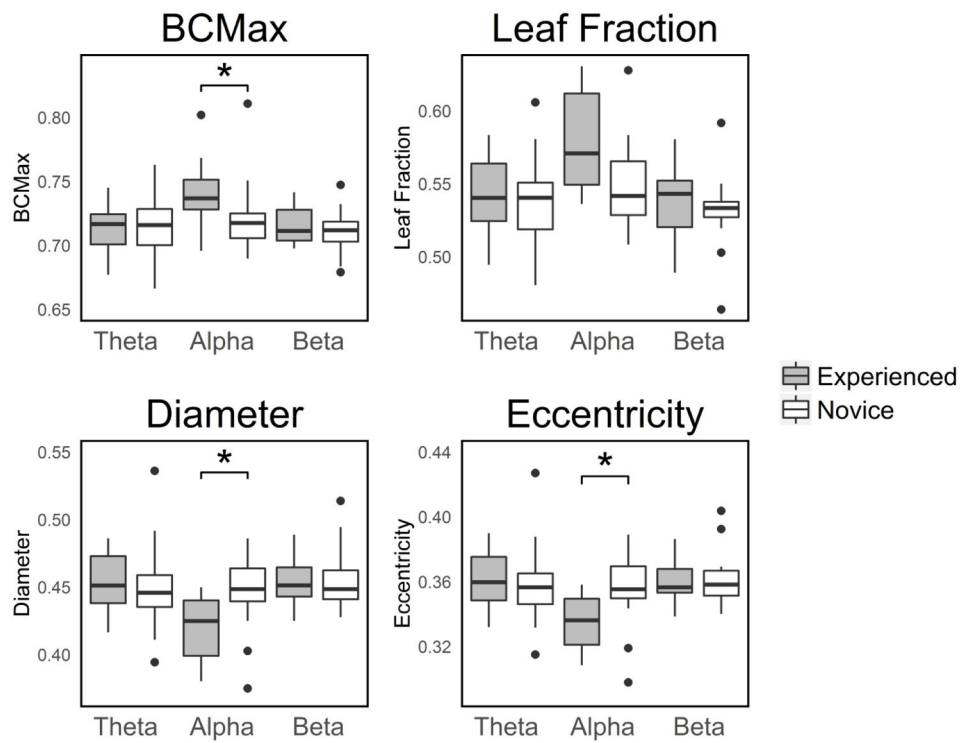 BCMax
Leaf Fraction
*
BCMax
0.80
0.75
0.70
0.65
Theta Alpha Beta
Leaf Fraction
0.60
0.55
0.50
Theta Alpha Beta
Experienced
Novice
Diameter
Eccentricity
*
Diameter
0.55
0.50
0.45
0.40
Theta Alpha Beta
*
Eccentricity
0.44
0.40
0.36
0.32
Theta Alpha Beta